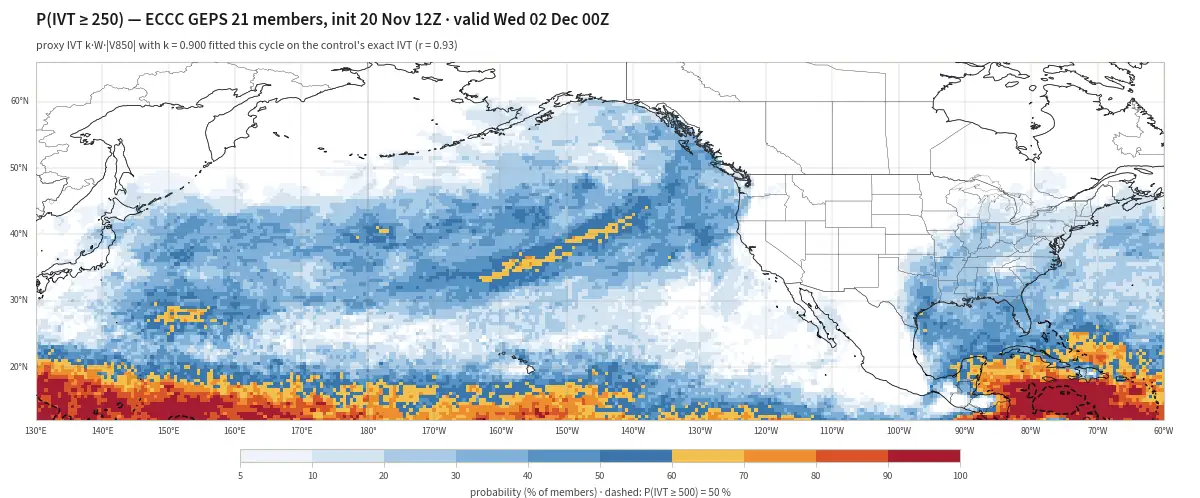 P(IVT ≥ 250) — ECCC GEPS 21 members, init 20 Nov 12Z · valid Wed 02 Dec 00Z
proxy IVT k·W·|V850| with k = 0.900 fitted this cycle on the control's exact IVT (r = 0.93)
60°N
50°N
40°N
30°N
20°N
130°E 140°E 150°E 160°E 170°E 180° 170°W 160°W 150°W 140°W 130°W 120°W 110°W 100°W 90°W 80°W 70°W 60°W
5 10 20 30 40 50 60 70 80 90 100
probability (% of members) · dashed: P(IVT ≥ 500) = 50 %